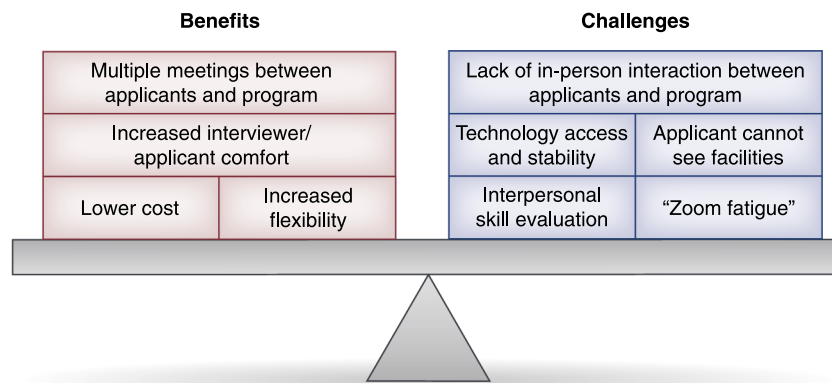 Benefits
Multiple meetings between
applicants and program
Increased interviewer/
applicant comfort
Lower cost
Increased
flexibility
Challenges
Lack of in-person interaction between
applicants and program
Technology access
and stability
Applicant cannot
see facilities
Interpersonal
skill evaluation
“Zoom fatigue”